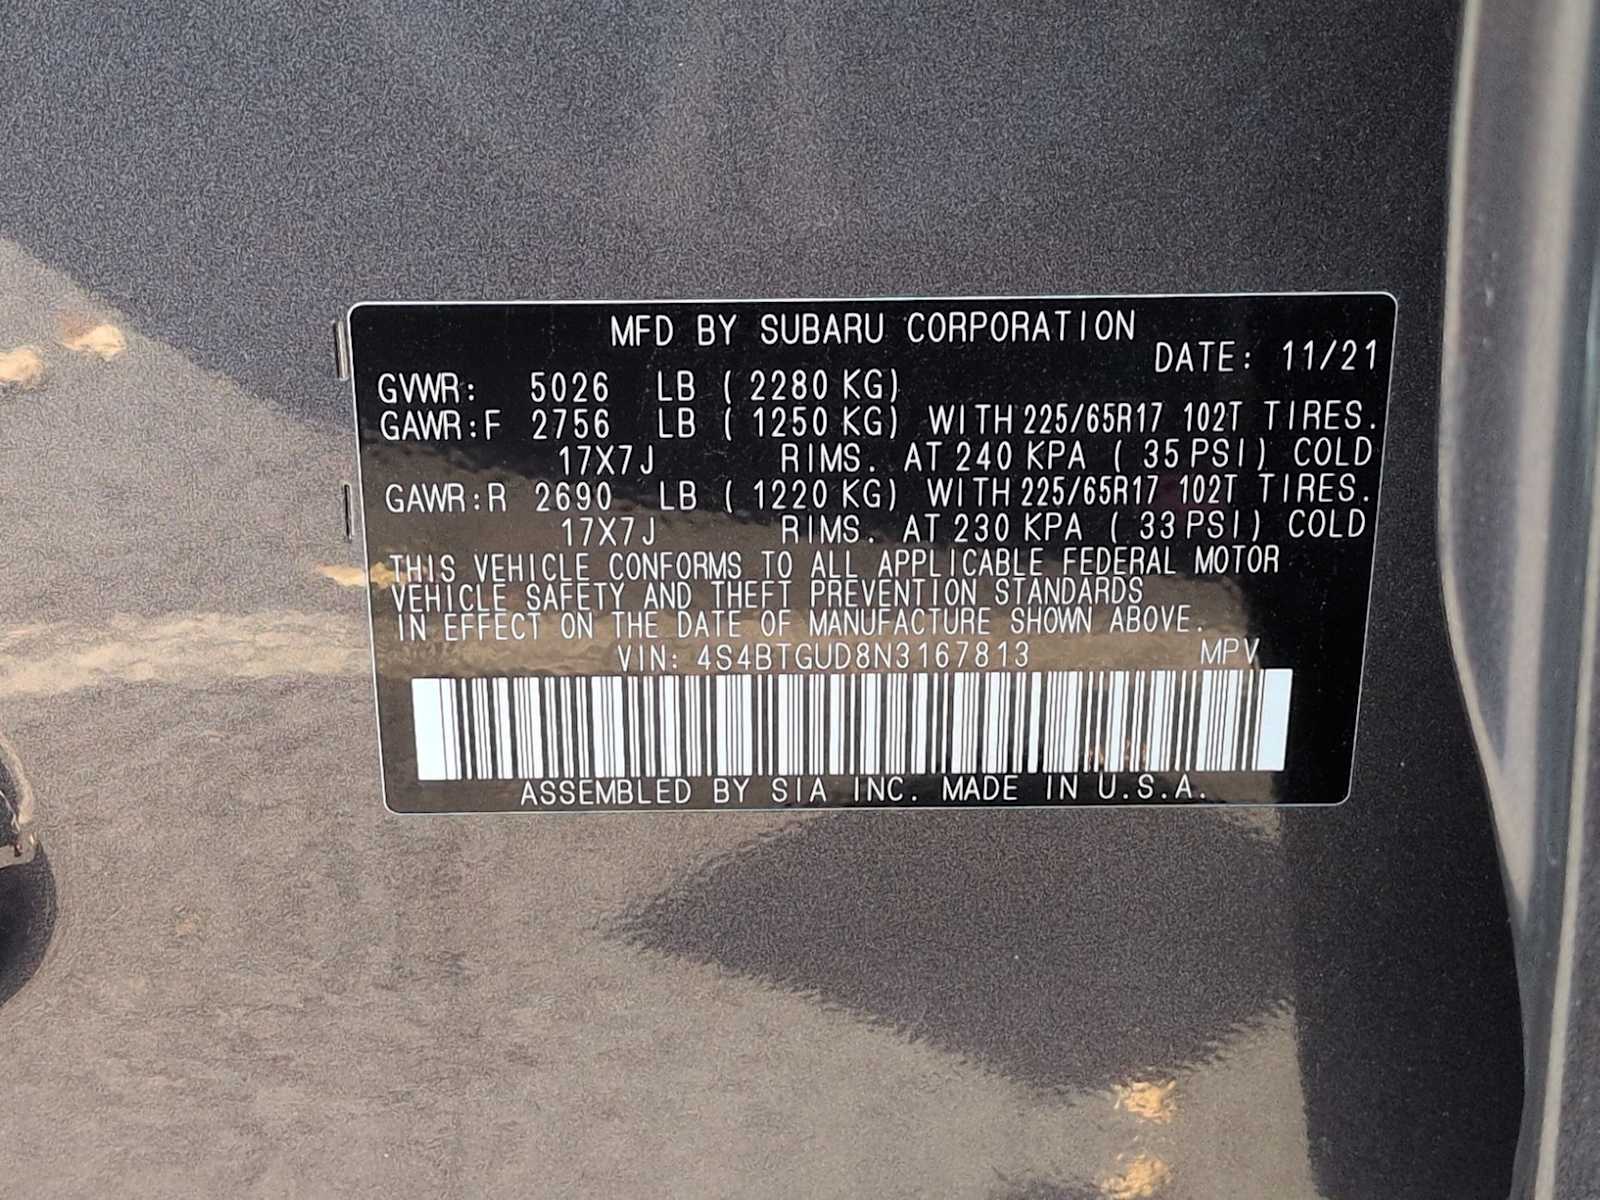 MFD BY SUBARU CORPORATION
DATE: 11/21
GVWR: 5026 LB ( 2280 KG)
GAWR:F 2756 LB ( 1250 KG) WITH 225/65R17 102T TIRES.
17X7J RIMS. AT 240 KPA ( 35 PSI) COLD
GAWR:R 2690 LB ( 1220 KG) WITH 225/65R17 102T TIRES.
17X7J RIMS. AT 230 KPA ( 33 PSI) COLD
THIS VEHICLE CONFORMS TO ALL APPLICABLE FEDERAL MOTOR
VEHICLE SAFETY AND THEFT PREVENTION STANDARDS
IN EFFECT ON THE DATE OF MANUFACTURE SHOWN ABOVE.
VIN: 4S4BTGUD8N3167813 MPV
ASSEMBLED BY SIA INC. MADE IN U.S.A.